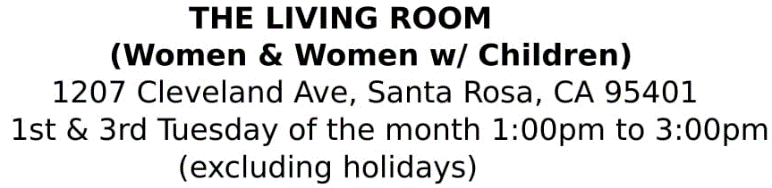 THE LIVING ROOM
(Women & Women w/ Children)
1207 Cleveland Ave, Santa Rosa, CA 95401
1st & 3rd Tuesday of the month 1:00pm to 3:00pm
(excluding holidays)